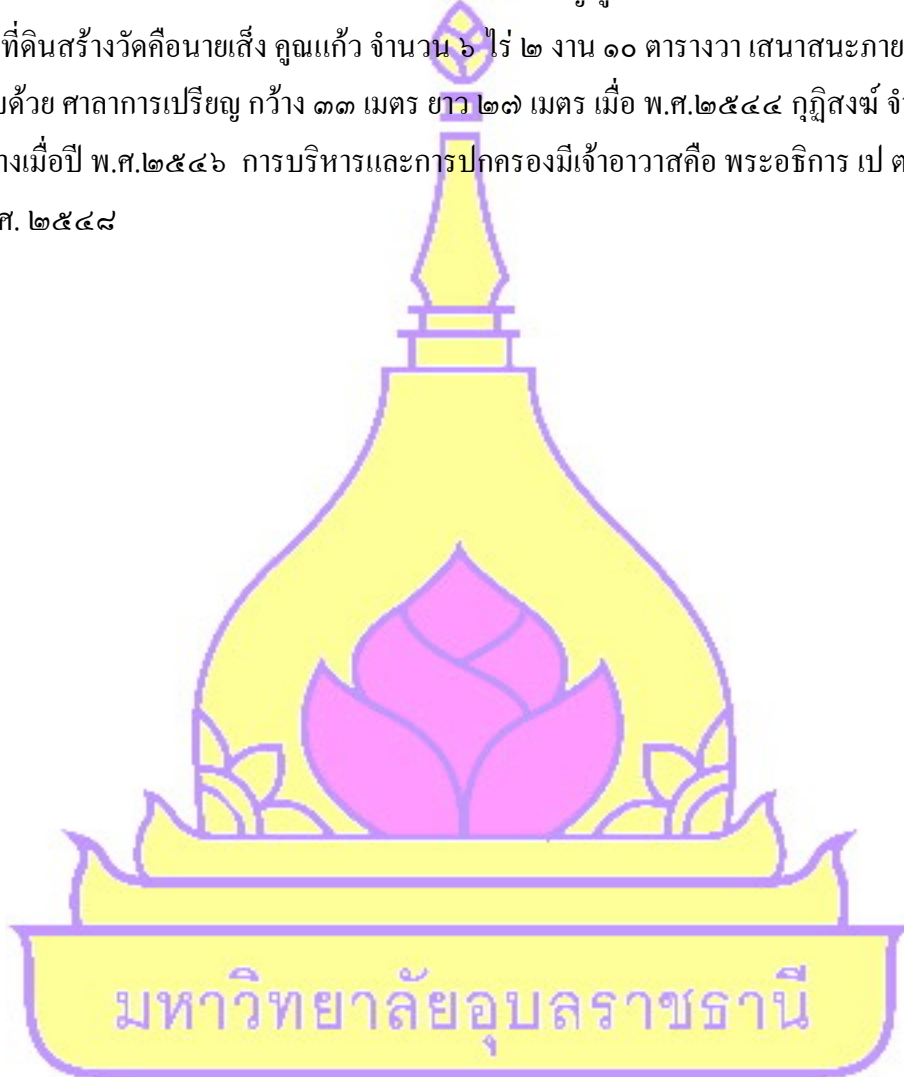 ที่ดินสร้างวัดคือนายเส็ง คูณแก้ว จำนวน ๖ ไร่ ๒ งาน ๑๐ ตารางวา เสนาสนะภาย
ด้วย ศาลาการเปรียญ กว้าง ๓๓ เมตร ยาว ๒๗ เมตร เมื่อ พ.ศ.๒๕๔๔ กุฏิสงฆ์
างเมื่อปี พ.ศ.๒๕๔๖ การบริหารและการปกครองมีเจ้าอาวาสคือ พระอธิการ เป
ศ. ๒๕๔๘
มหาวิทยาลัยอุบลราชธานี